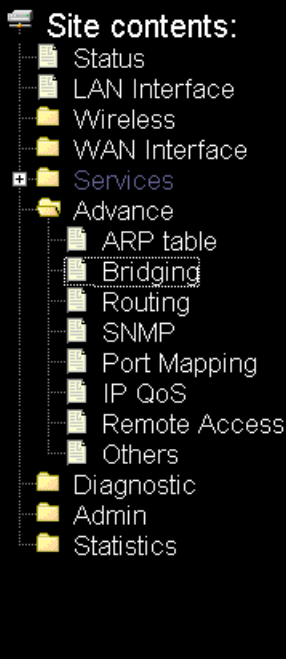 Site contents:
Status
LAN Interface
Wireless
WAN Interface
Services
Advance
ARP table
Bridging
Routing
SNMP
Port Mapping
IP QoS
Remote Access
Others
Diagnostic
Admin
Statistics